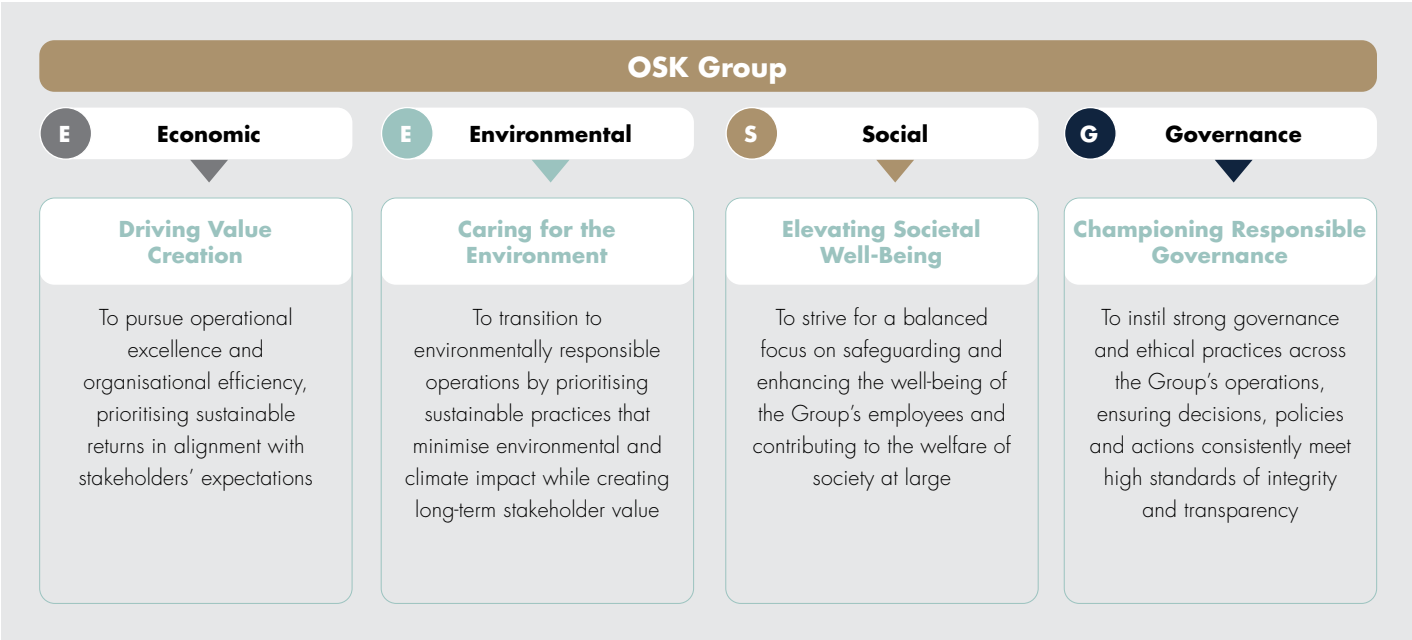 OSK Group
E
Economic
Driving Value
Creation
To pursue operational
excellence and
organisational efficiency,
prioritising sustainable
returns in alignment with
stakeholders’ expectations
E
Environmental
Caring for the
Environment
To transition to
environmentally responsible
operations by prioritising
sustainable practices that
minimise environmental and
climate impact while creating
long-term stakeholder value
S
Social
Elevating Societal
Well-Being
To strive for a balanced
focus on safeguarding and
enhancing the well-being of
the Group’s employees and
contributing to the welfare of
society at large
G
Governance
Championing Responsible
Governance
To instil strong governance
and ethical practices across
the Group’s operations,
ensuring decisions, policies
and actions consistently meet
high standards of integrity
and transparency